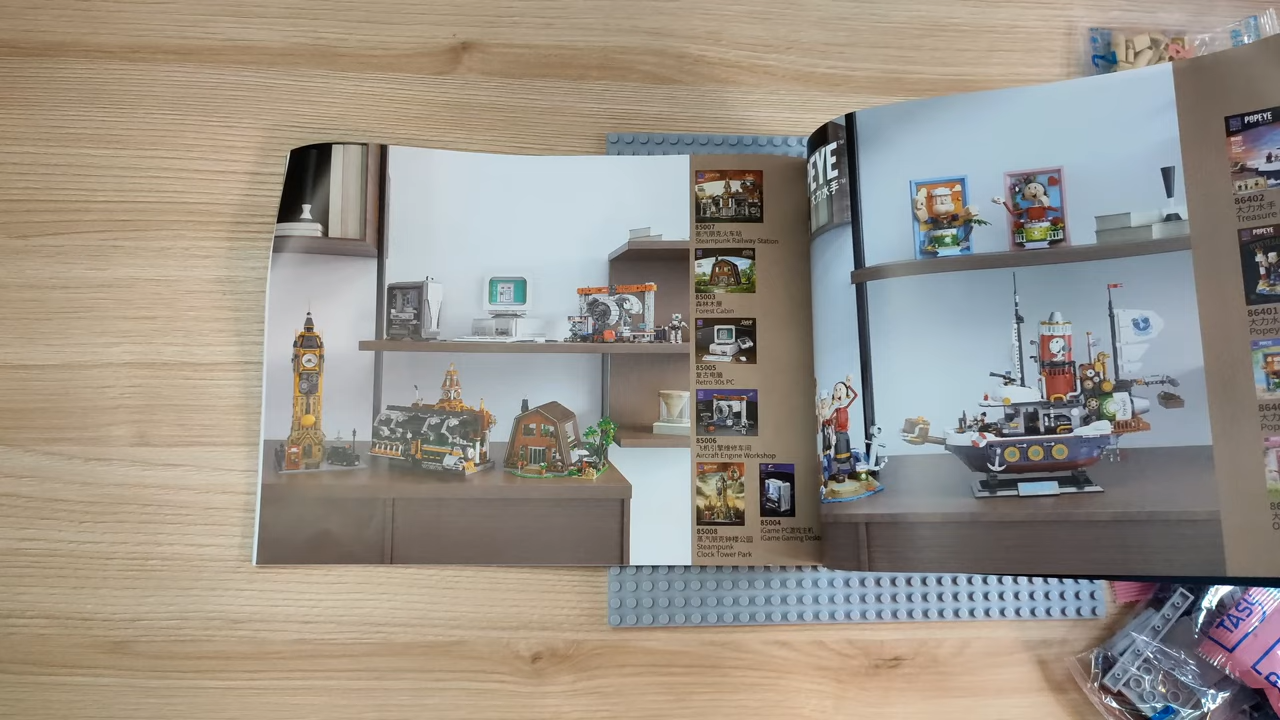 85007
蒸汽朋克火车站
Steampunk Railway Station
85003
森林木屋
Forest Cabin
85005
复古电脑
Retro 90s PC
85006
飞机引擎维修车间
Aircraft Engine Workshop
85008
蒸汽朋克钟楼公园
Steampunk
Clock Tower Park
85004
iGame PC游戏主机
iGame Gaming
PEYE
大力水手
POPEYE
86402
大力水手
Treasure
POPEYE
86401